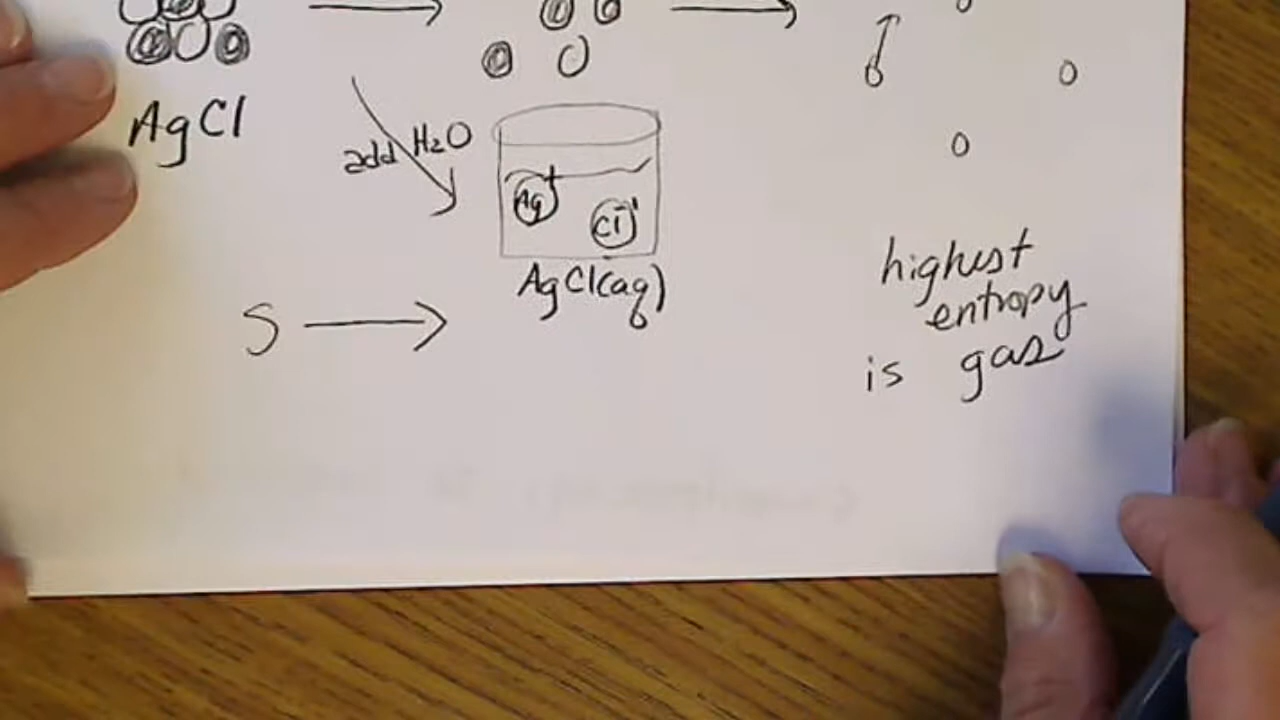 AgCl
add H₂O
Ag⁺
Cl⁻
AgCl(aq)
S
highest
entropy
is gas